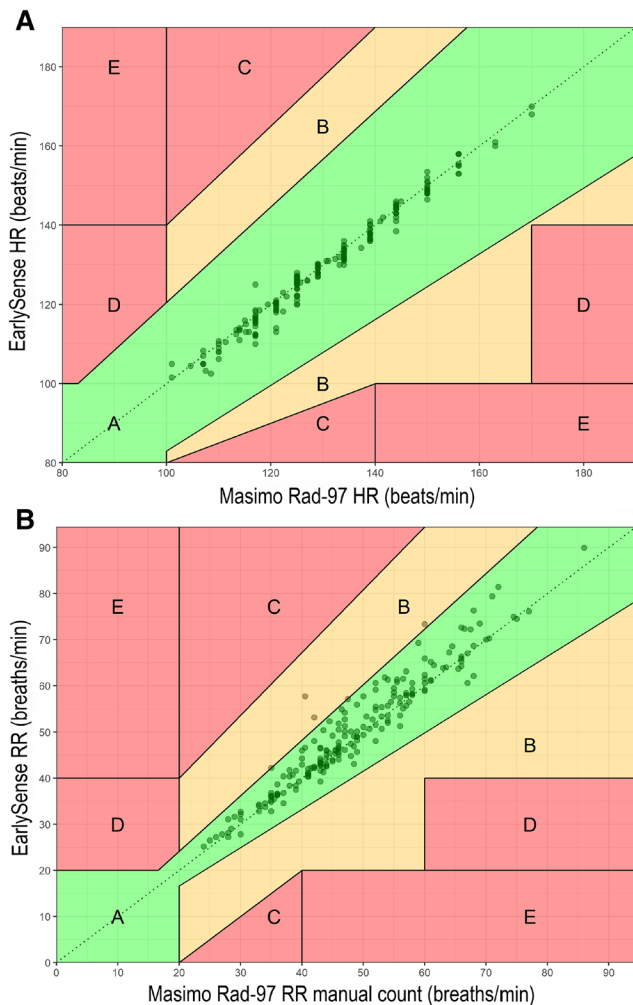 A
EarlySense HR (beats/min)
180
160
140
120
100
80
E
C
B
D
D
B
A
C
E
80
100
120
140
160
180
Masimo Rad-97 HR (beats/min)
B
EarlySense RR (breaths/min)
90
80
70
60
50
40
30
20
10
0
E
C
B
B
D
D
A
C
E
0
10
20
30
40
50
60
70
80
90
Masimo Rad-97 RR manual count (breaths/min)